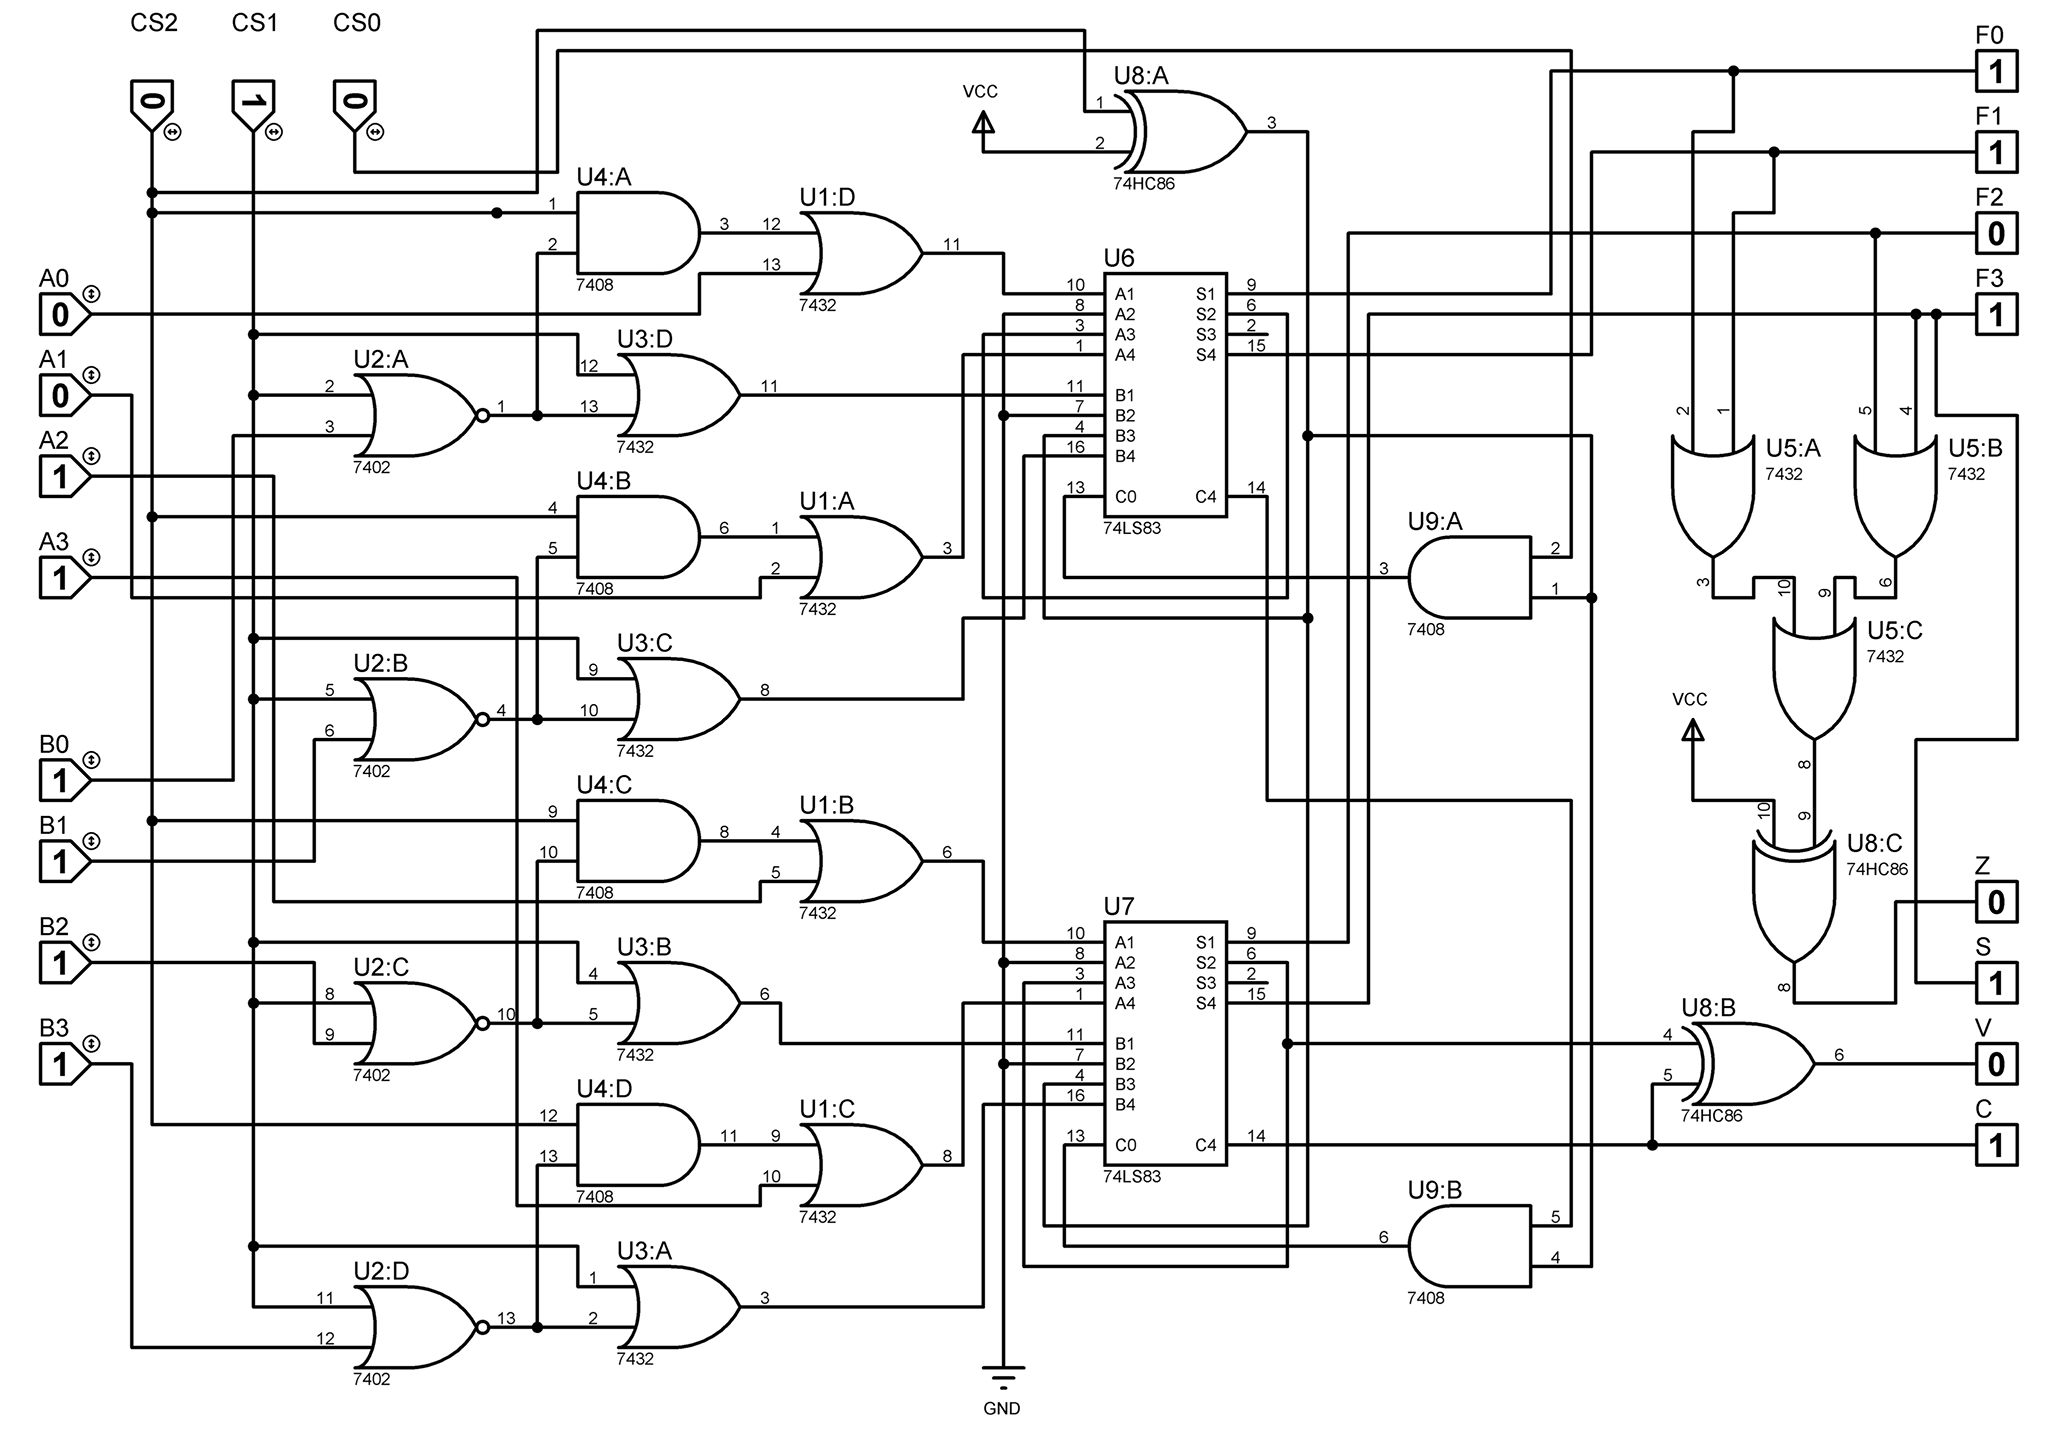 CS2 CS1 CS0
0 1 0
A0
0
A1
0
A2
1
A3
1
B0
1
B1
1
B2
1
B3
1
U2:A
2
3
1
7402
U2:B
5
6
4
7402
U2:C
8
9
10
7402
U2:D
11
12
13
7402
U4:A
1
2
3
7408
U3:D
12
13
11
7432
U4:B
4
5
6
7408
U3:C
9
10
8
7432
U4:C
9
10
8
7408
U3:B
4
5
6
7432
U4:D
12
13
11
7408
U3:A
1
2
3
7432
U1:D
12
13
11
7432
U1:A
1
2
3
7432
U1:B
4
5
6
7432
U1:C
9
10
8
7432
VCC
U8:A
1
2
3
74HC86
U6
10 A1 S1 9
8 A2 S2 6
3 A3 S3 2
1 A4 S4 15
11 B1
7 B2
4 B3
16 B4
13 C0 C4 14
74LS83
U7
10 A1 S1 9
8 A2 S2 6
3 A3 S3 2
1 A4 S4 15
11 B1
7 B2
4 B3
16 B4
13 C0 C4 14
74LS83
GND
U9:A
2
3
1
7408
U9:B
5
6
4
7408
F0
1
F1
1
F2
0
F3
1
2 1
U5:A
7432
3
5 4
U5:B
7432
6
10 9
U5:C
7432
8
VCC
10 9
U8:C
74HC86
8
U8:B
4
5
6
74HC86
Z
0
S
1
V
0
C
1